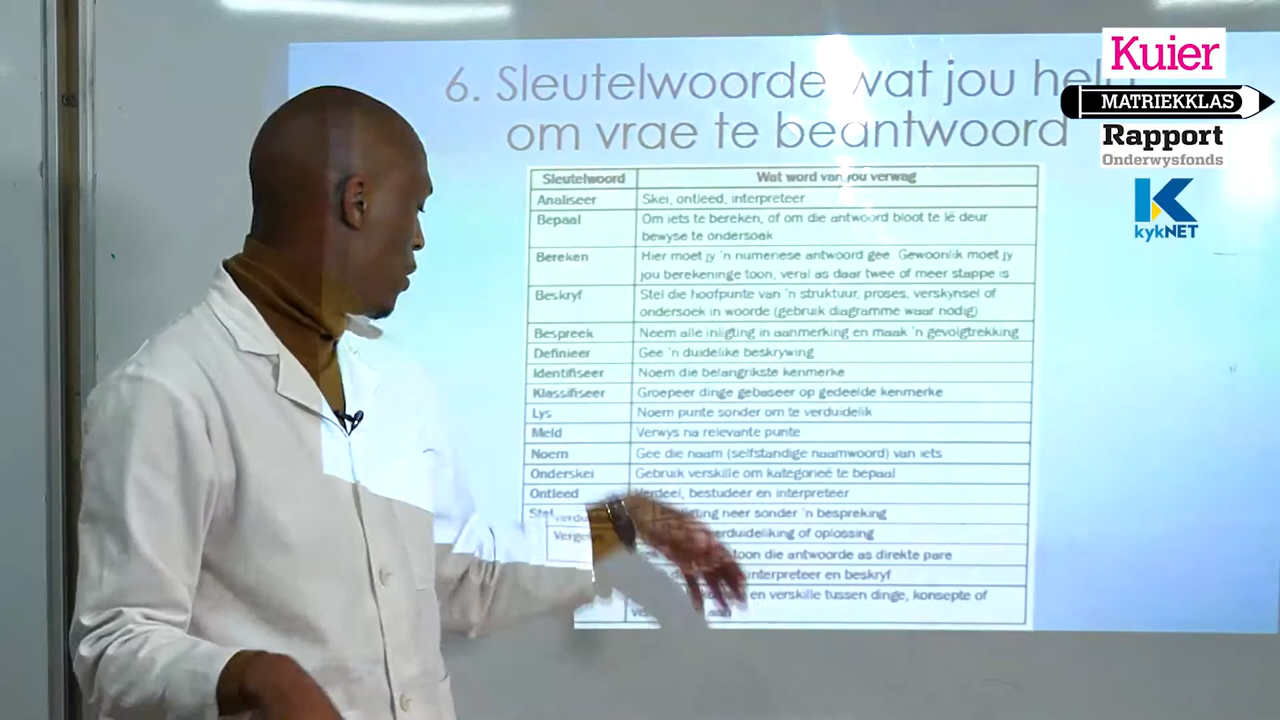 6. Sleutelwoorde wat jou help
om vrae te beantwoord
Kuier
MATRIEKKLAS
Rapport
Onderwysfonds
kykNET
Sleutelwoord Wat word van jou verwag
Analiseer Skei, ontleed, interpreteer
Bepaal Om iets te bereken, of om die antwoord bloot te lê deur
bewyse te ondersoek
Bereken Hier moet jy 'n numeriese antwoord gee. Gewoonlik moet jy
jou berekeninge toon, veral as daar twee of meer stappe is
Beskryf Stel die hoofpunte van 'n struktuur, proses, verskynsel of
ondersoek in woorde (gebruik diagramme waar nodig)
Bespreek Neem alle inligting in aanmerking en maak 'n gevolgtrekking
Definieer Gee 'n duidelike beskrywing
Identifiseer Noem die belangrikste kenmerke
Klassifiseer Groepeer dinge gebaseer op gedeelde kenmerke
Lys Noem punte sonder om te verduidelik
Meld Verwys na relevante punte
Noem Gee die naam (selfstandige naamwoord) van iets
Onderskei Gebruik verskille om kategorieë te bepaal
Ontleed Verdeel, bestudeer en interpreteer
Stel neer sonder 'n bespreking
verduideliking of oplossing
toon die antwoorde as direkte pare
interpreteer en beskryf
en verskille tussen dinge, konsepte of